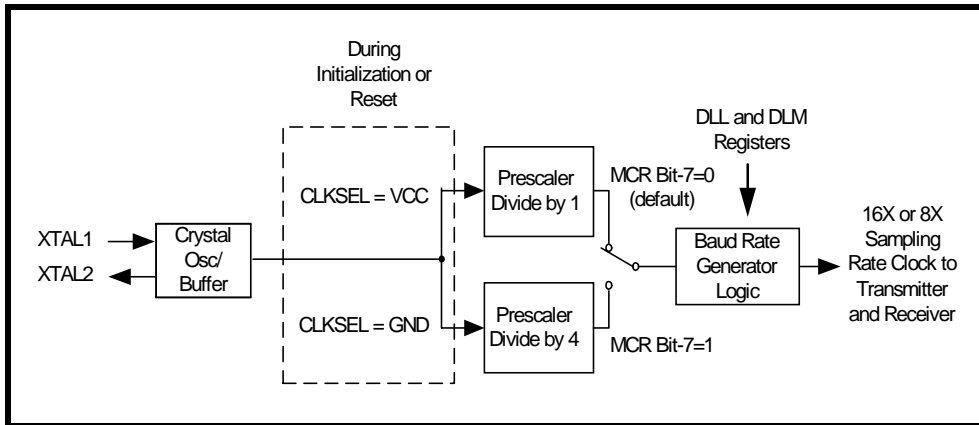 During
Initialization or
Reset
DLL and DLM
Registers
CLKSEL = VCC
Prescaler
Divide by 1
MCR Bit-7=0
(default)
XTAL1
XTAL2
Crystal
Osc/
Buffer
Baud Rate
Generator
Logic
16X or 8X
Sampling
Rate Clock to
Transmitter
and Receiver
CLKSEL = GND
Prescaler
Divide by 4
MCR Bit-7=1